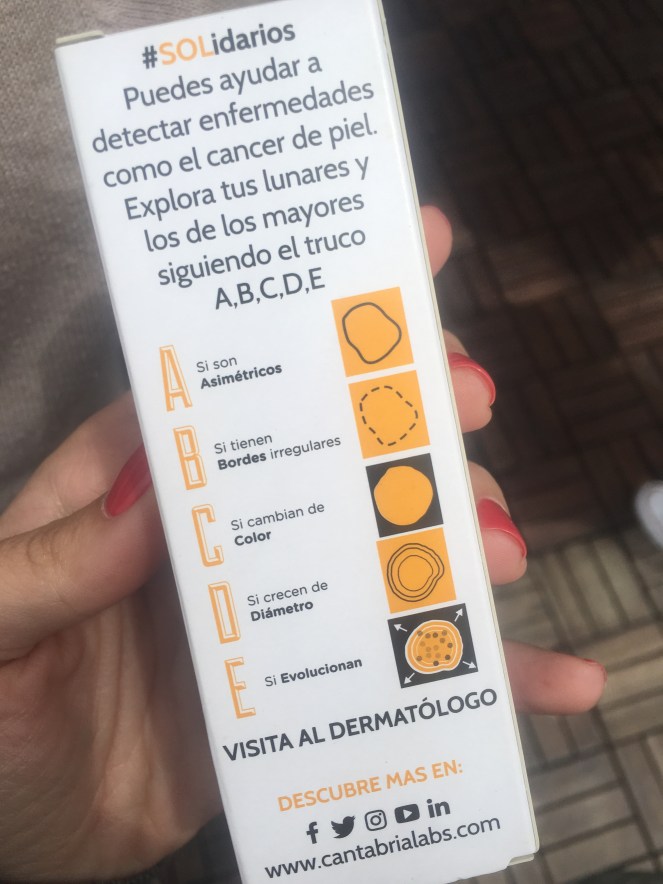 #SOLidarios
Puedes ayudar a
detectar enfermedades
como el cancer de piel.
Explora tus lunares y
los de los mayores
siguiendo el truco
A,B,C,D,E
A Si son
Asimétricos
B Si tienen
Bordes irregulares
C Si cambian de
Color
D Si crecen de
Diámetro
E Si Evolucionan
VISITA AL DERMATÓLOGO
DESCUBRE MAS EN:
www.cantabrialabs.com